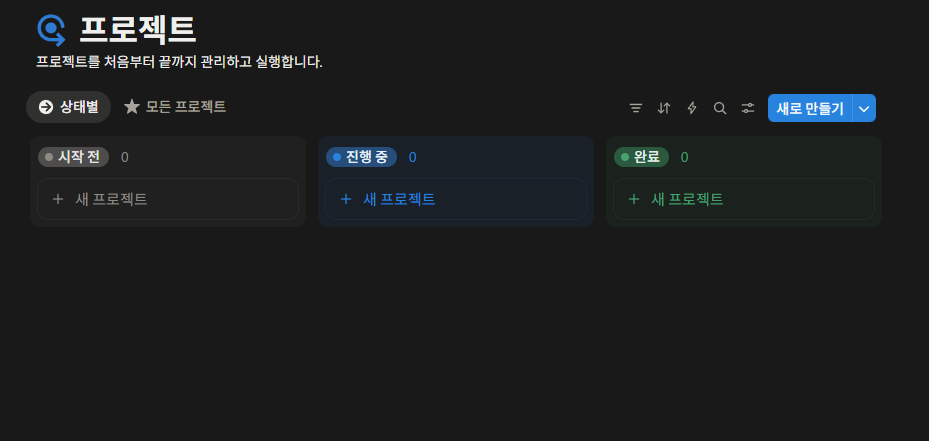 프로젝트
프로젝트를 처음부터 끝까지 관리하고 실행합니다.
상태별 모든 프로젝트 새로 만들기
시작 전 0 진행 중 0 완료 0
+ 새 프로젝트 + 새 프로젝트 + 새 프로젝트